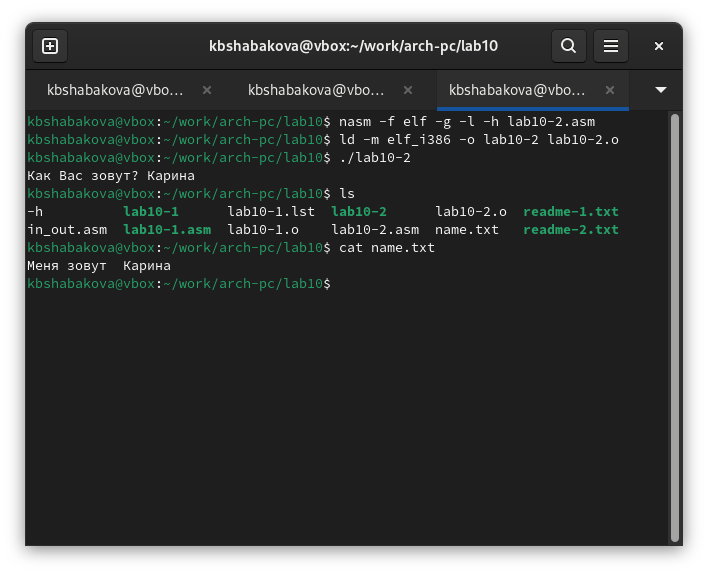 kbshabakova@vbox:~/work/arch-pc/lab10
kbshabakova@vbo... kbshabakova@vbo... kbshabakova@vbo...
kbshabakova@vbox:~/work/arch-pc/lab10$ nasm -f elf -g -l -h lab10-2.asm
kbshabakova@vbox:~/work/arch-pc/lab10$ ld -m elf_i386 -o lab10-2 lab10-2.o
kbshabakova@vbox:~/work/arch-pc/lab10$ ./lab10-2
Как Вас зовут? Карина
kbshabakova@vbox:~/work/arch-pc/lab10$ ls
-h lab10-1 lab10-1.lst lab10-2 lab10-2.o readme-1.txt
in_out.asm lab10-1.asm lab10-1.o lab10-2.asm name.txt readme-2.txt
kbshabakova@vbox:~/work/arch-pc/lab10$ cat name.txt
Меня зовут  Карина
kbshabakova@vbox:~/work/arch-pc/lab10$